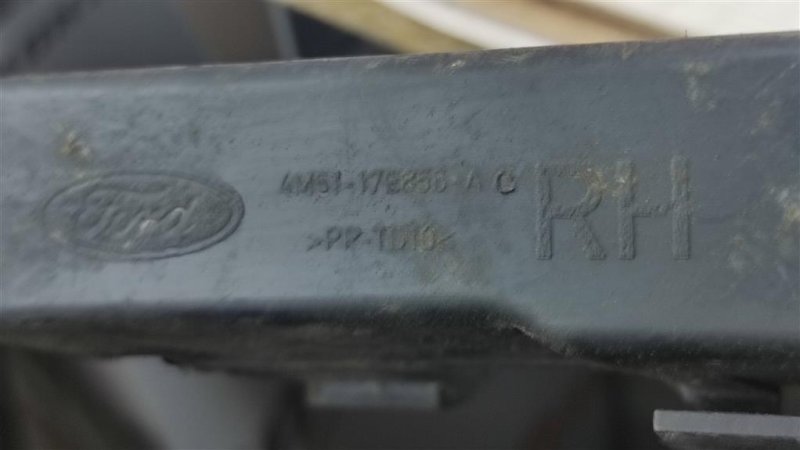 Ford
4M51-17E856-A C
>PP-TD10<
RH